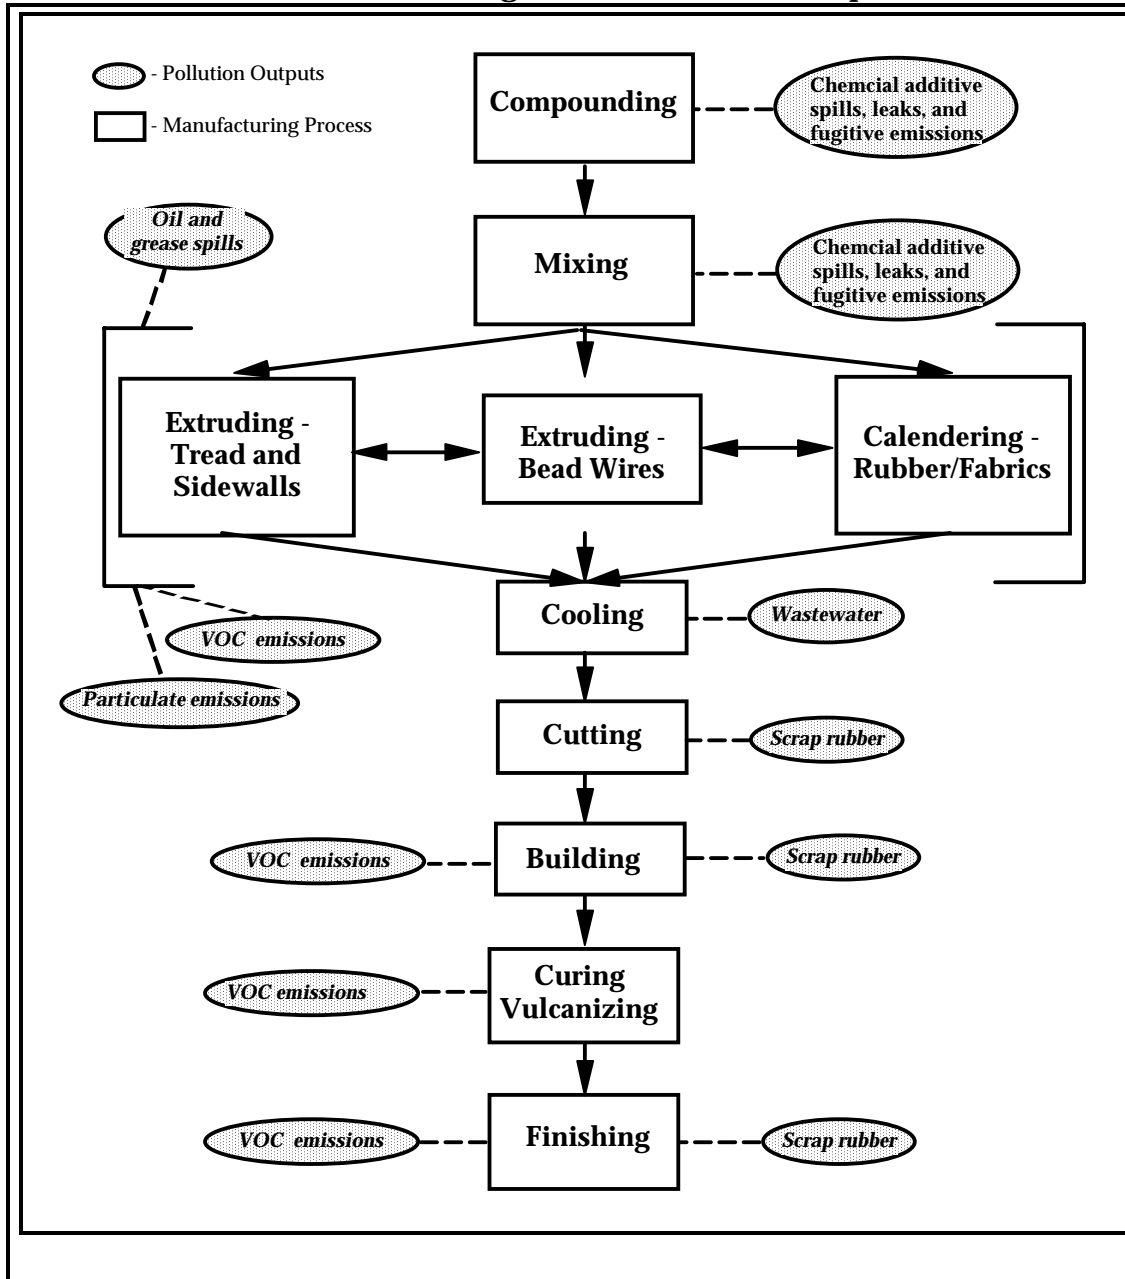 - Pollution Outputs
- Manufacturing Process
Compounding
Chemcial additive
spills, leaks, and
fugitive emissions
Oil and
grease spills
Mixing
Chemcial additive
spills, leaks, and
fugitive emissions
Extruding -
Tread and
Sidewalls
Extruding -
Bead Wires
Calendering -
Rubber/Fabrics
Cooling
Wastewater
VOC emissions
Particulate emissions
Cutting
Scrap rubber
VOC emissions
Building
Scrap rubber
VOC emissions
Curing
Vulcanizing
VOC emissions
Finishing
Scrap rubber